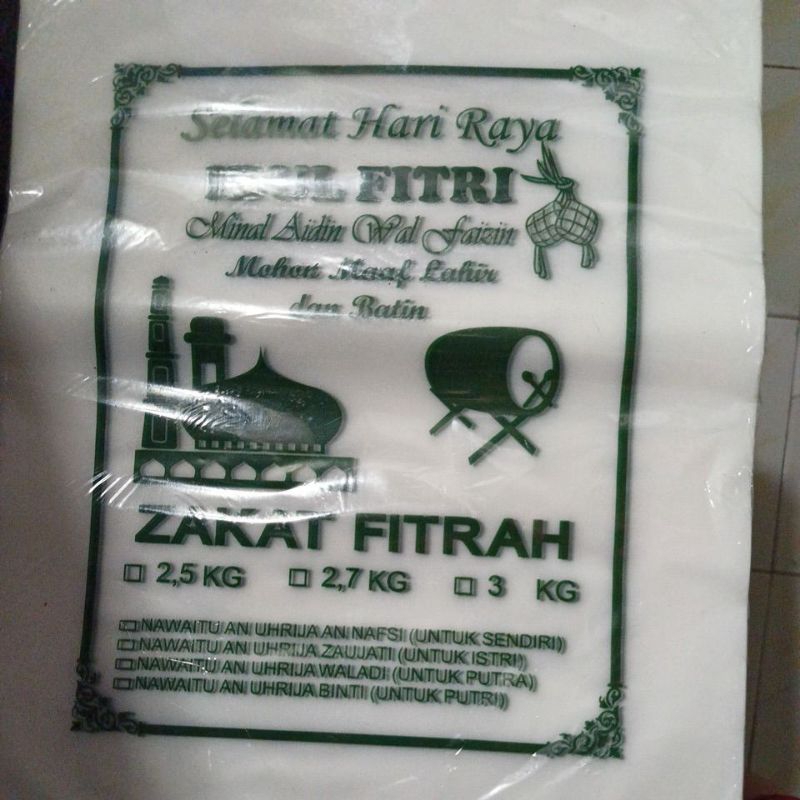 Selamat Hari Raya
IDUL FITRI
Minal Aidin Wal Faizin
Mohon Maaf Lahir
dan Batin
ZAKAT FITRAH
2,5 KG 2,7 KG 3 KG
NAWAITU AN UHRIJA AN NAFSI (UNTUK SENDIRI)
NAWAITU AN UHRIJA ZAUJATI (UNTUK ISTRI)
NAWAITU AN UHRIJA WALADI (UNTUK PUTRA)
NAWAITU AN UHRIJA BINTI (UNTUK PUTRI)